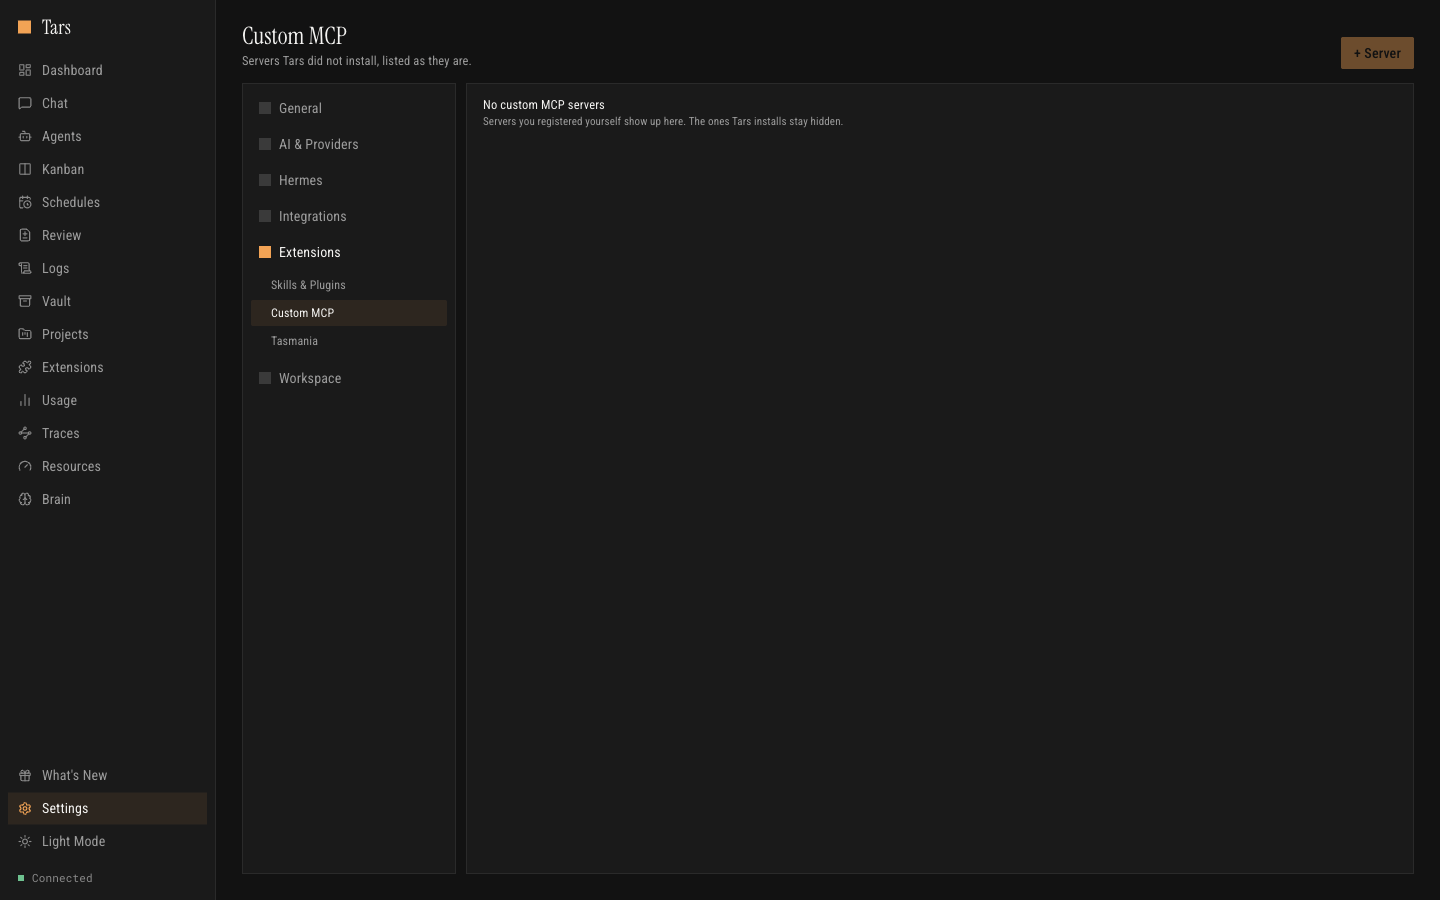 Tars
Dashboard
Chat
Agents
Kanban
Schedules
Review
Logs
Vault
Projects
Extensions
Usage
Traces
Resources
Brain
What's New
Settings
Light Mode
Connected
Custom MCP
Servers Tars did not install, listed as they are.
+ Server
General
AI & Providers
Hermes
Integrations
Extensions
Skills & Plugins
Custom MCP
Tasmania
Workspace
No custom MCP servers
Servers you registered yourself show up here. The ones Tars installs stay hidden.